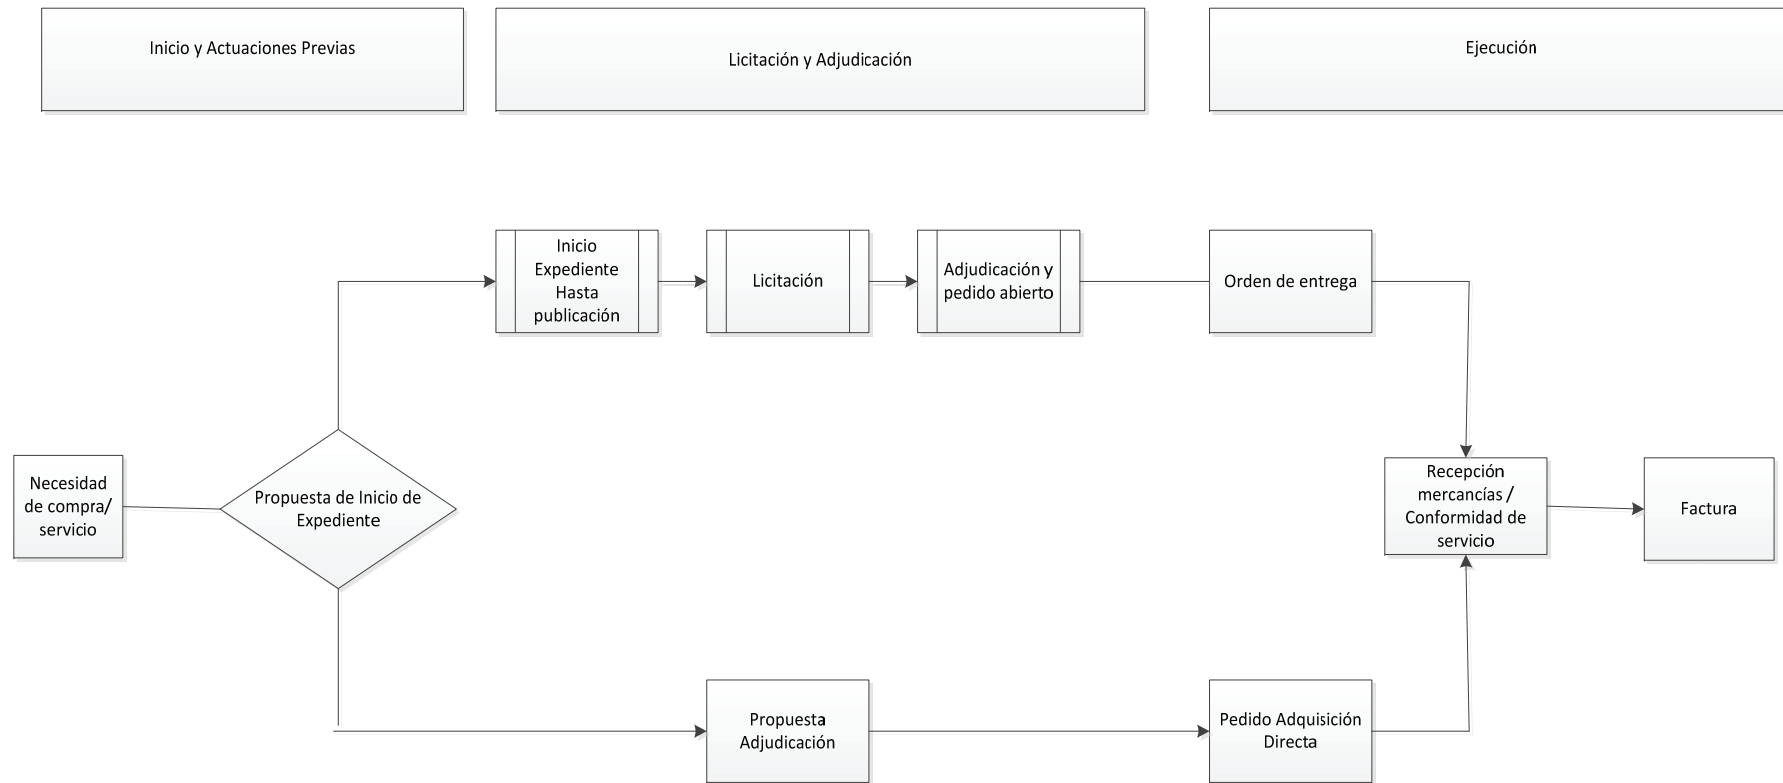 Inicio y Actuaciones Previas
Licitación y Adjudicación
Ejecución
Inicio
Expediente
Hasta
publicación
Licitación
Adjudicación y
pedido abierto
Orden de entrega
Necesidad
de compra/
servicio
Propuesta de Inicio de
Expediente
Recepción
mercancías /
Conformidad de
servicio
Factura
Propuesta
Adjudicación
Pedido Adquisición
Directa